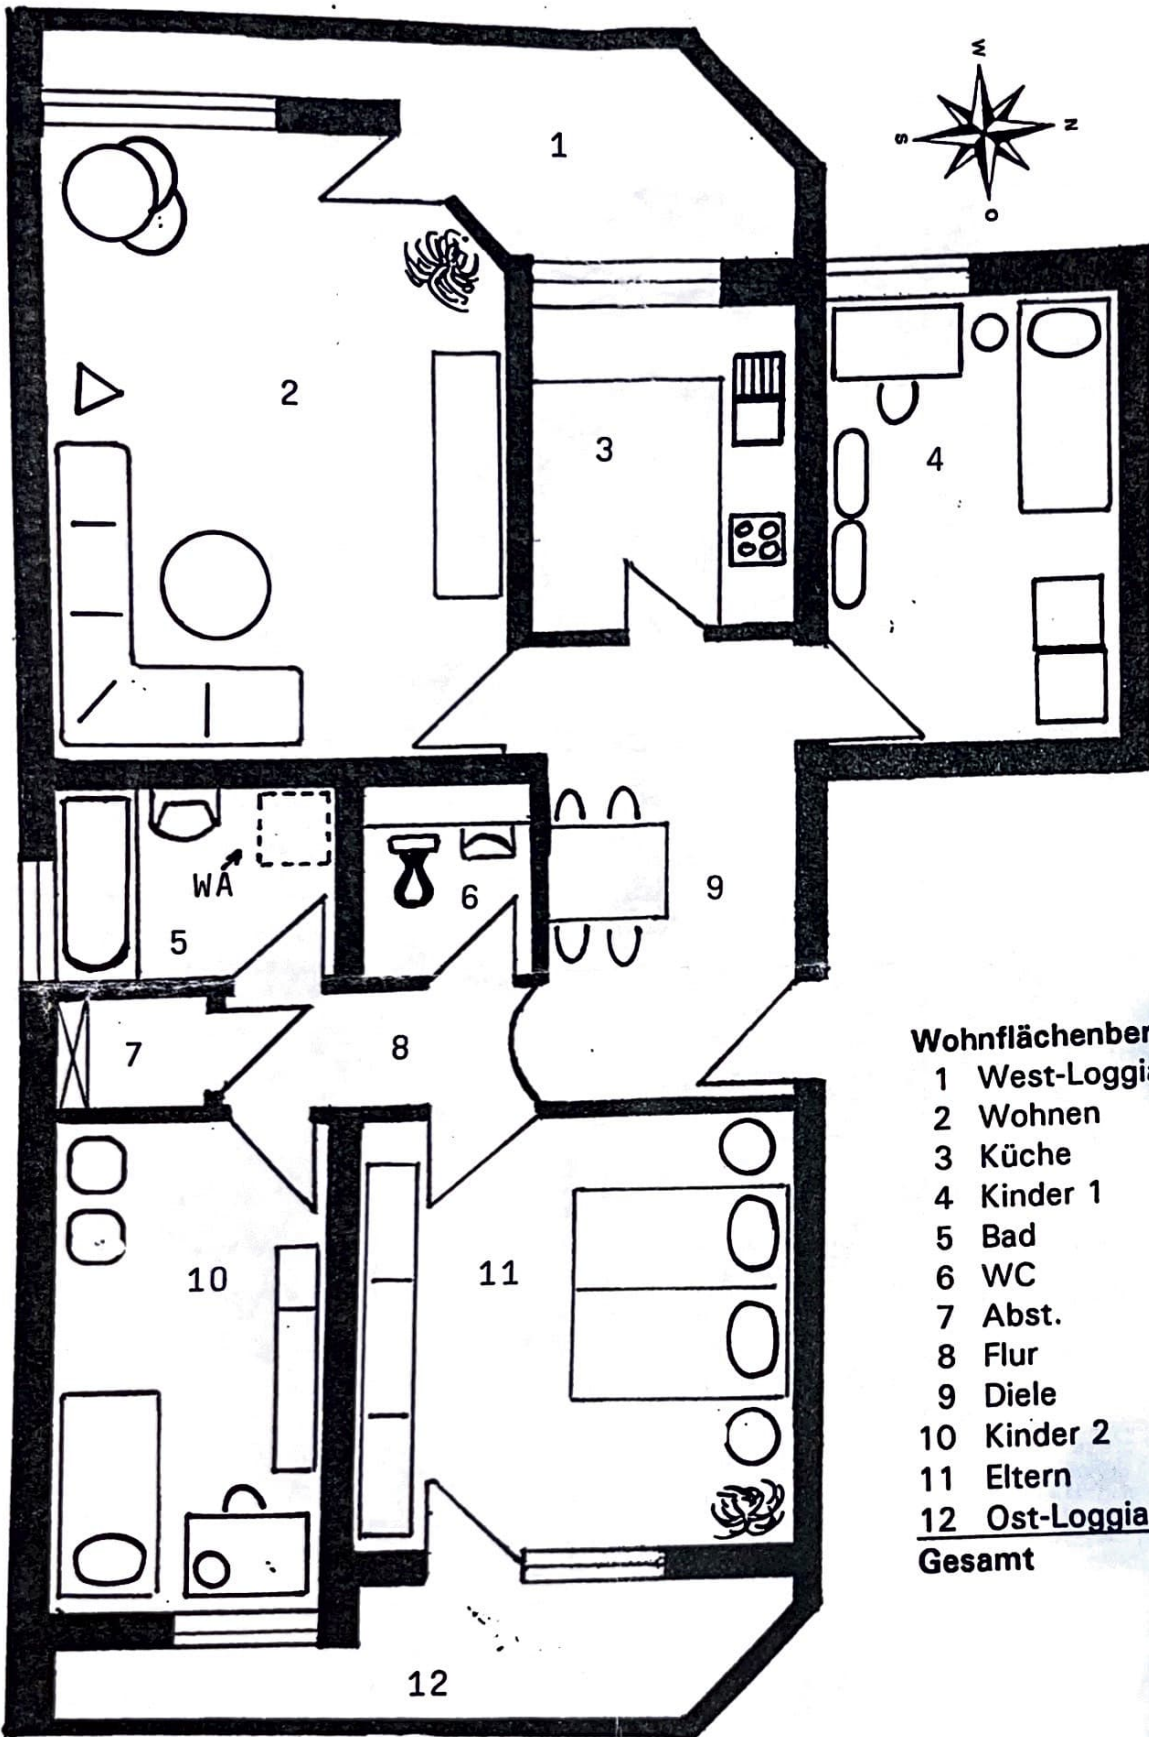 W
N
S
O
1
2
3
4
WA
5
6
9
7
8
10
11
12
Wohnflächenber
1 West-Loggia
2 Wohnen
3 Küche
4 Kinder 1
5 Bad
6 WC
7 Abst.
8 Flur
9 Diele
10 Kinder 2
11 Eltern
12 Ost-Loggia
Gesamt